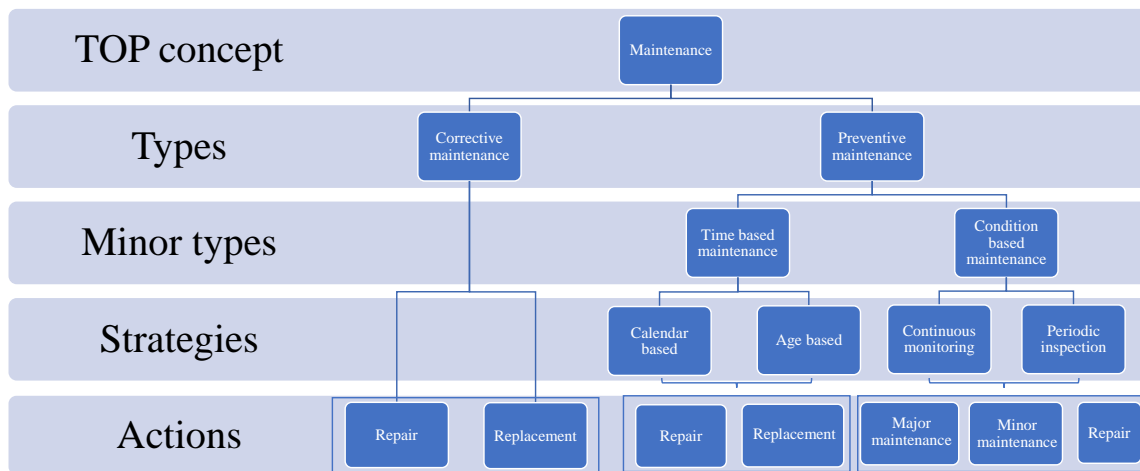 TOP concept
Maintenance
Types
Corrective
maintenance
Preventive
maintenance
Minor types
Time based
maintenance
Condition
based
maintenance
Strategies
Calendar
based
Age based
Continuous
monitoring
Periodic
inspection
Actions
Repair
Replacement
Repair
Replacement
Major
maintenance
Minor
maintenance
Repair